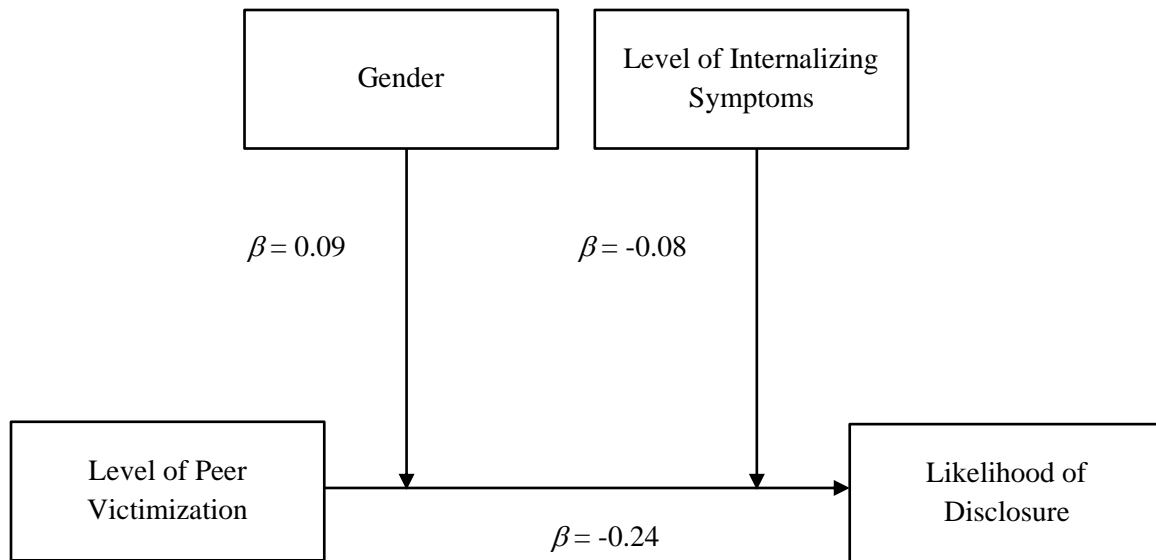 Gender
Level of Internalizing
Symptoms
β = 0.09
β = -0.08
Level of Peer
Victimization
Likelihood of
Disclosure
β = -0.24